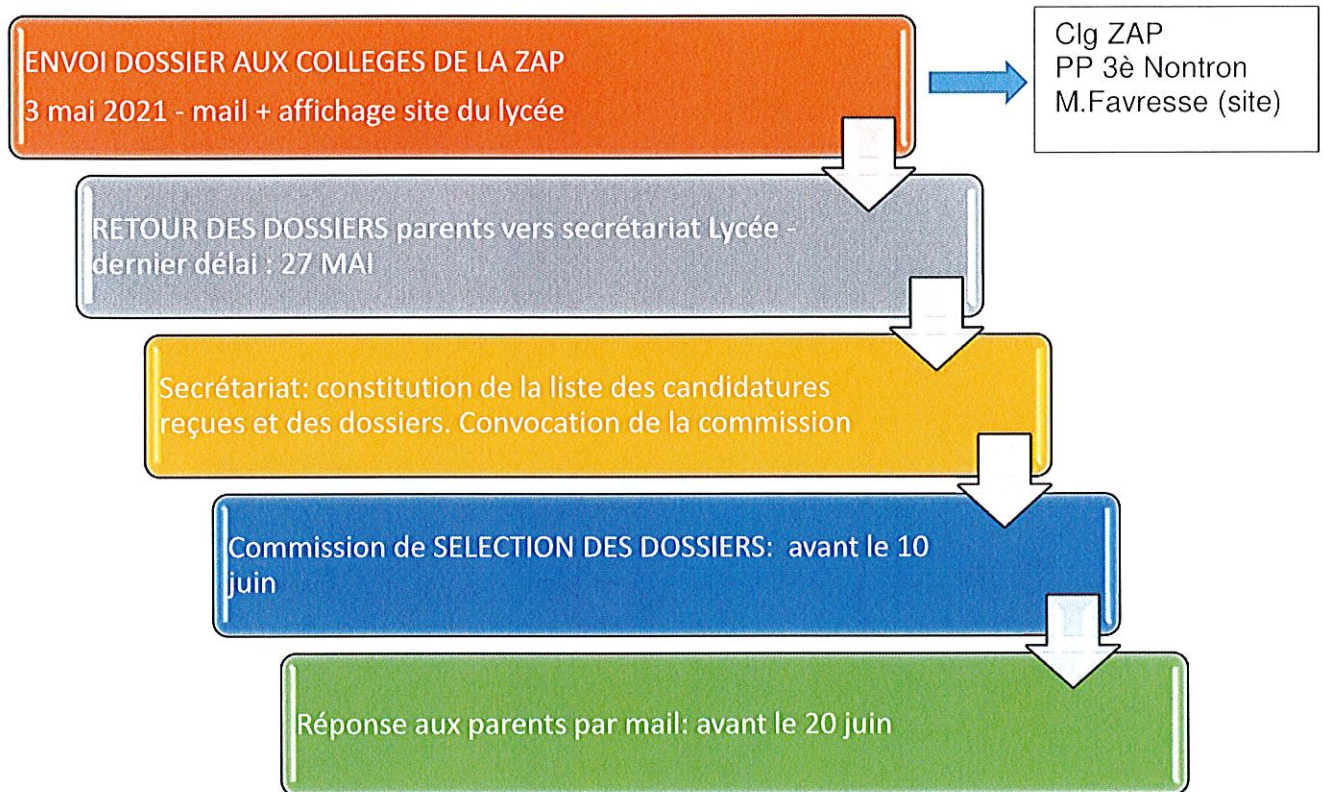 ENVOI DOSSIER AUX COLLEGES DE LA ZAP
3 mai 2021 - mail + affichage site du lycée
Clg ZAP
PP 3è Nontron
M.Favresse (site)
RETOUR DES DOSSIERS parents vers secrétariat Lycée -
dernier délai : 27 MAI
Secrétariat: constitution de la liste des candidatures
reçues et des dossiers. Convocation de la commission
Commission de SELECTION DES DOSSIERS: avant le 10
juin
Réponse aux parents par mail: avant le 20 juin